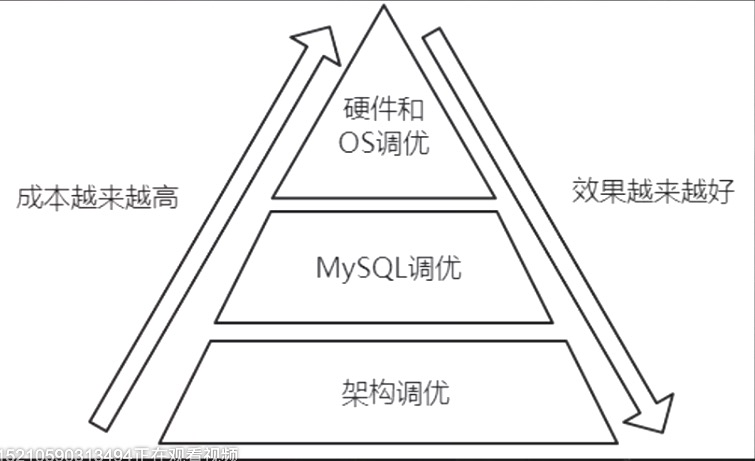 硬件和
OS调优
成本越来越高
效果越来越好
MySQL调优
架构调优
15210590313494正在观看视频